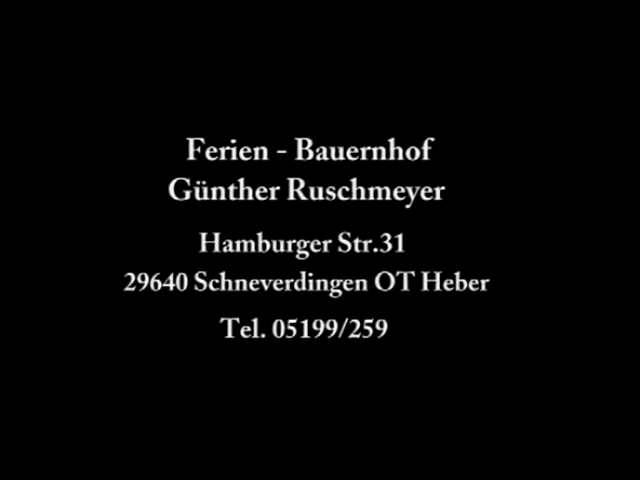 Ferien - Bauernhof
Günther Ruschmeyer
Hamburger Str.31
29640 Schneverdingen OT Heber
Tel. 05199/259